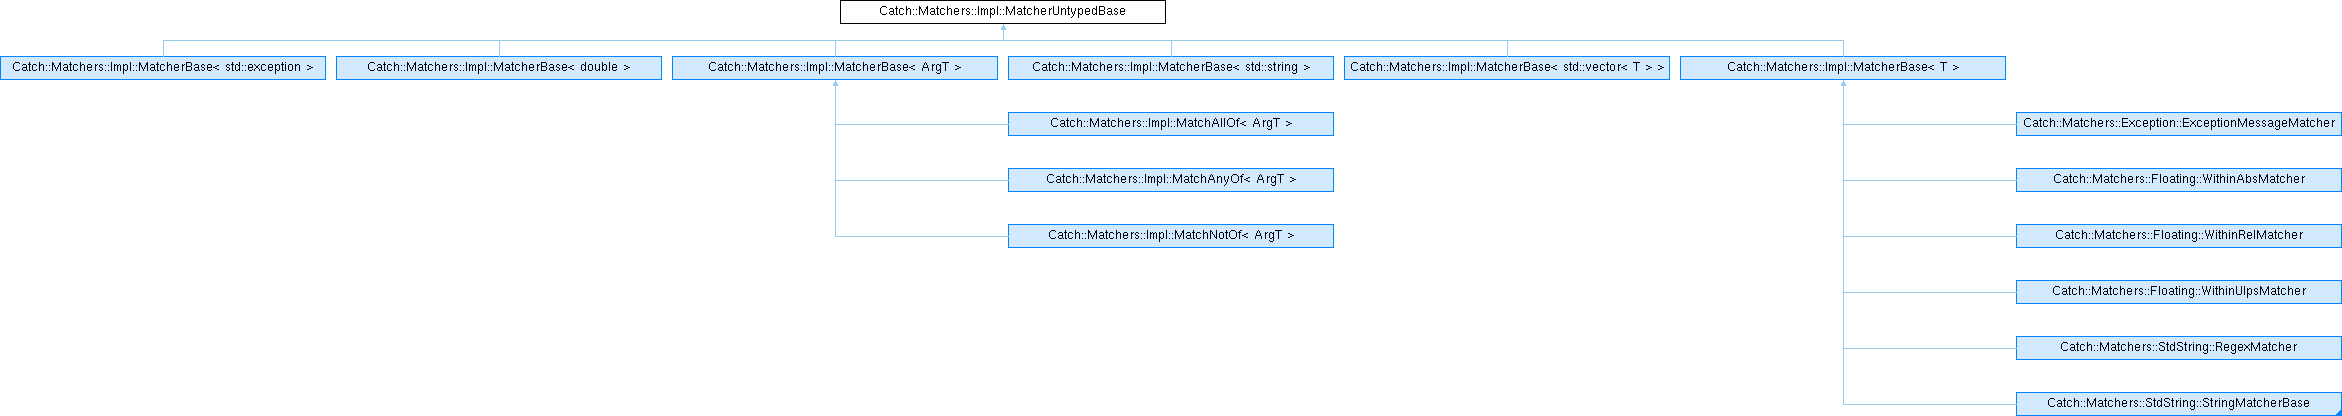 Catch::Matchers::Impl::MatcherUntypedBase
Catch::Matchers::Impl::MatcherBase< std::exception >
Catch::Matchers::Impl::MatcherBase< double >
Catch::Matchers::Impl::MatcherBase< ArgT >
Catch::Matchers::Impl::MatcherBase< std::string >
Catch::Matchers::Impl::MatcherBase< std::vector< T > >
Catch::Matchers::Impl::MatcherBase< T >
Catch::Matchers::Impl::MatchAllOf< ArgT >
Catch::Matchers::Exception::ExceptionMessageMatcher
Catch::Matchers::Impl::MatchAnyOf< ArgT >
Catch::Matchers::Floating::WithinAbsMatcher
Catch::Matchers::Impl::MatchNotOf< ArgT >
Catch::Matchers::Floating::WithinRelMatcher
Catch::Matchers::Floating::WithinUlpsMatcher
Catch::Matchers::StdString::RegexMatcher
Catch::Matchers::StdString::StringMatcherBase